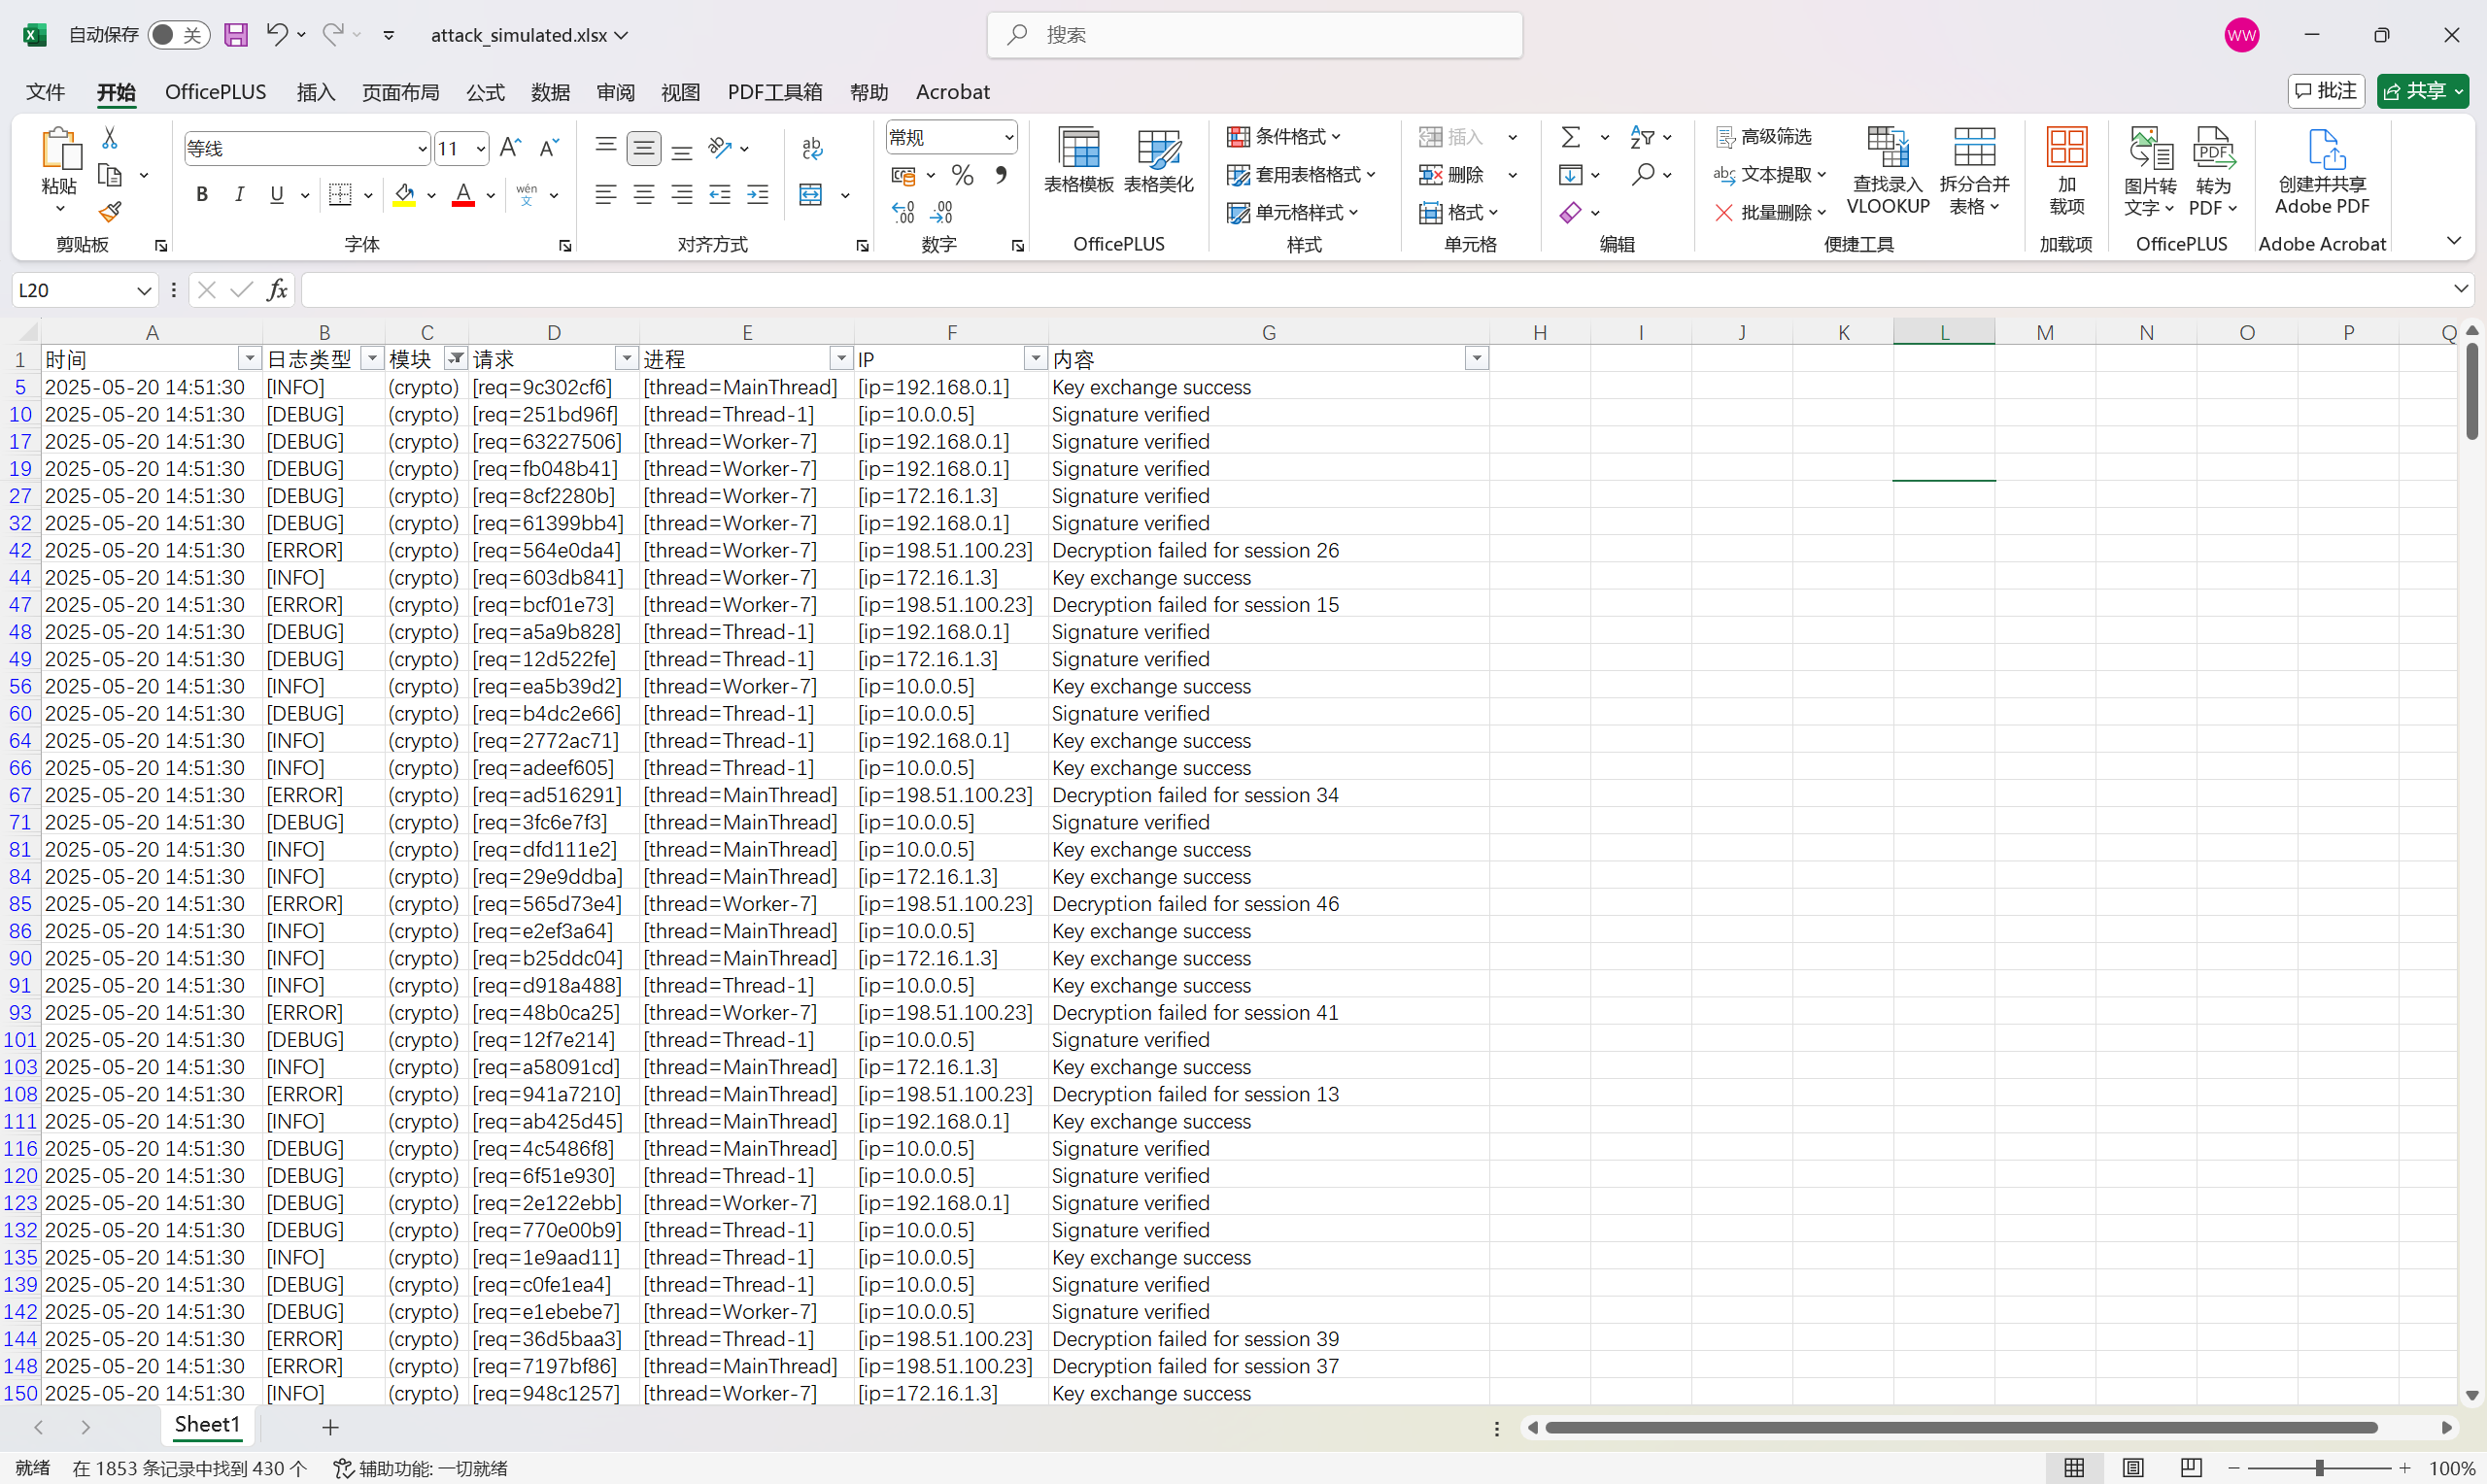 自动保存 关 attack_simulated.xlsx 搜索 WW
文件 开始 OfficePLUS 插入 页面布局 公式 数据 审阅 视图 PDF工具箱 帮助 Acrobat 批注 共享
粘贴 等线 11 常规 表格模板 表格美化 条件格式 套用表格格式 单元格样式 插入 删除 格式 高级筛选 文本提取 批量删除 查找录入 VLOOKUP 拆分合并 表格 加 载项 图片转 文字 转为 PDF 创建并共享 Adobe PDF
剪贴板 字体 对齐方式 数字 OfficePLUS 样式 单元格 编辑 便捷工具 加载项 OfficePLUS Adobe Acrobat
L20 fx
A B C D E F G H I J K L M N O P Q
1 时间 日志类型 模块 请求 进程 IP 内容
5 2025-05-20 14:51:30 [INFO] (crypto) [req=9c302cf6] [thread=MainThread] [ip=192.168.0.1] Key exchange success
10 2025-05-20 14:51:30 [DEBUG] (crypto) [req=251bd96f] [thread=Thread-1] [ip=10.0.0.5] Signature verified
17 2025-05-20 14:51:30 [DEBUG] (crypto) [req=63227506] [thread=Worker-7] [ip=192.168.0.1] Signature verified
19 2025-05-20 14:51:30 [DEBUG] (crypto) [req=fb048b41] [thread=Worker-7] [ip=192.168.0.1] Signature verified
27 2025-05-20 14:51:30 [DEBUG] (crypto) [req=8cf2280b] [thread=Worker-7] [ip=172.16.1.3] Signature verified
32 2025-05-20 14:51:30 [DEBUG] (crypto) [req=61399bb4] [thread=Worker-7] [ip=192.168.0.1] Signature verified
42 2025-05-20 14:51:30 [ERROR] (crypto) [req=564e0da4] [thread=Worker-7] [ip=198.51.100.23] Decryption failed for session 26
44 2025-05-20 14:51:30 [INFO] (crypto) [req=603db841] [thread=Worker-7] [ip=172.16.1.3] Key exchange success
47 2025-05-20 14:51:30 [ERROR] (crypto) [req=bcf01e73] [thread=Worker-7] [ip=198.51.100.23] Decryption failed for session 15
48 2025-05-20 14:51:30 [DEBUG] (crypto) [req=a5a9b828] [thread=Thread-1] [ip=192.168.0.1] Signature verified
49 2025-05-20 14:51:30 [DEBUG] (crypto) [req=12d522fe] [thread=Thread-1] [ip=172.16.1.3] Signature verified
56 2025-05-20 14:51:30 [INFO] (crypto) [req=ea5b39d2] [thread=Worker-7] [ip=10.0.0.5] Key exchange success
60 2025-05-20 14:51:30 [DEBUG] (crypto) [req=b4dc2e66] [thread=Thread-1] [ip=10.0.0.5] Signature verified
64 2025-05-20 14:51:30 [INFO] (crypto) [req=2772ac71] [thread=Thread-1] [ip=192.168.0.1] Key exchange success
66 2025-05-20 14:51:30 [INFO] (crypto) [req=adeef605] [thread=Thread-1] [ip=10.0.0.5] Key exchange success
67 2025-05-20 14:51:30 [ERROR] (crypto) [req=ad516291] [thread=MainThread] [ip=198.51.100.23] Decryption failed for session 34
71 2025-05-20 14:51:30 [DEBUG] (crypto) [req=3fc6e7f3] [thread=MainThread] [ip=10.0.0.5] Signature verified
81 2025-05-20 14:51:30 [INFO] (crypto) [req=dfd111e2] [thread=MainThread] [ip=10.0.0.5] Key exchange success
84 2025-05-20 14:51:30 [INFO] (crypto) [req=29e9ddba] [thread=MainThread] [ip=172.16.1.3] Key exchange success
85 2025-05-20 14:51:30 [ERROR] (crypto) [req=565d73e4] [thread=Worker-7] [ip=198.51.100.23] Decryption failed for session 46
86 2025-05-20 14:51:30 [INFO] (crypto) [req=e2ef3a64] [thread=MainThread] [ip=10.0.0.5] Key exchange success
90 2025-05-20 14:51:30 [INFO] (crypto) [req=b25ddc04] [thread=MainThread] [ip=172.16.1.3] Key exchange success
91 2025-05-20 14:51:30 [INFO] (crypto) [req=d918a488] [thread=Thread-1] [ip=10.0.0.5] Key exchange success
93 2025-05-20 14:51:30 [ERROR] (crypto) [req=48b0ca25] [thread=Worker-7] [ip=198.51.100.23] Decryption failed for session 41
101 2025-05-20 14:51:30 [DEBUG] (crypto) [req=12f7e214] [thread=Thread-1] [ip=10.0.0.5] Signature verified
103 2025-05-20 14:51:30 [INFO] (crypto) [req=a58091cd] [thread=MainThread] [ip=172.16.1.3] Key exchange success
108 2025-05-20 14:51:30 [ERROR] (crypto) [req=941a7210] [thread=MainThread] [ip=198.51.100.23] Decryption failed for session 13
111 2025-05-20 14:51:30 [INFO] (crypto) [req=ab425d45] [thread=MainThread] [ip=192.168.0.1] Key exchange success
116 2025-05-20 14:51:30 [DEBUG] (crypto) [req=4c5486f8] [thread=MainThread] [ip=10.0.0.5] Signature verified
120 2025-05-20 14:51:30 [DEBUG] (crypto) [req=6f51e930] [thread=Thread-1] [ip=10.0.0.5] Signature verified
123 2025-05-20 14:51:30 [DEBUG] (crypto) [req=2e122ebb] [thread=Worker-7] [ip=192.168.0.1] Signature verified
132 2025-05-20 14:51:30 [DEBUG] (crypto) [req=770e00b9] [thread=Thread-1] [ip=10.0.0.5] Signature verified
135 2025-05-20 14:51:30 [INFO] (crypto) [req=1e9aad11] [thread=Thread-1] [ip=10.0.0.5] Key exchange success
139 2025-05-20 14:51:30 [DEBUG] (crypto) [req=c0fe1ea4] [thread=Thread-1] [ip=10.0.0.5] Signature verified
142 2025-05-20 14:51:30 [DEBUG] (crypto) [req=e1ebebe7] [thread=Worker-7] [ip=10.0.0.5] Signature verified
144 2025-05-20 14:51:30 [ERROR] (crypto) [req=36d5baa3] [thread=Thread-1] [ip=198.51.100.23] Decryption failed for session 39
148 2025-05-20 14:51:30 [ERROR] (crypto) [req=7197bf86] [thread=MainThread] [ip=198.51.100.23] Decryption failed for session 37
150 2025-05-20 14:51:30 [INFO] (crypto) [req=948c1257] [thread=Worker-7] [ip=172.16.1.3] Key exchange success
Sheet1
就绪 在 1853 条记录中找到 430 个 辅助功能: 一切就绪 100%